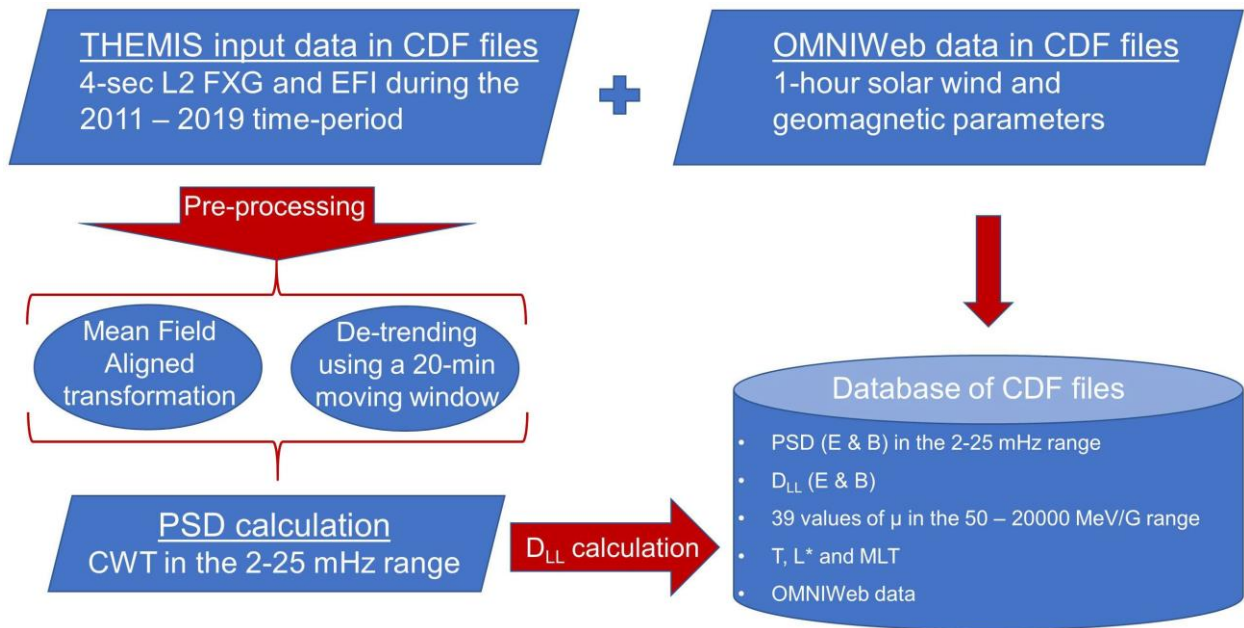 THEMIS input data in CDF files
4-sec L2 FXG and EFI during the
2011 – 2019 time-period
OMNIWeb data in CDF files
1-hour solar wind and
geomagnetic parameters
Pre-processing
Mean Field
Aligned
transformation
De-trending
using a 20-min
moving window
PSD calculation
CWT in the 2-25 mHz range
D_LL calculation
Database of CDF files
• PSD (E & B) in the 2-25 mHz range
• D_LL (E & B)
• 39 values of µ in the 50 – 20000 MeV/G range
• T, L* and MLT
• OMNIWeb data